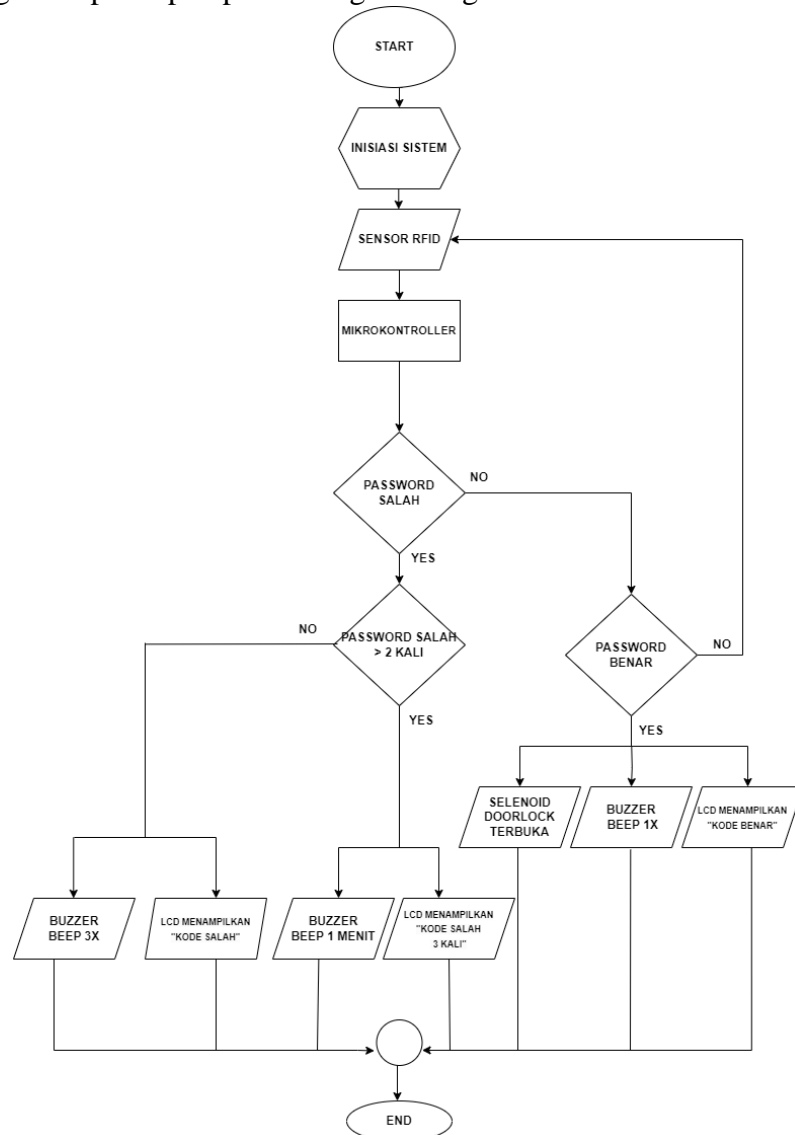 START
INISIASI SISTEM
SENSOR RFID
MIKROKONTROLLER
PASSWORD
SALAH
NO
YES
PASSWORD SALAH
> 2 KALI
NO
YES
PASSWORD
BENAR
NO
YES
SELENOID
DOORLOCK
TERBUKA
BUZZER
BEEP 1X
LCD MENAMPILKAN
"KODE BENAR"
BUZZER
BEEP 3X
LCD MENAMPILKAN
"KODE SALAH"
BUZZER
BEEP 1 MENIT
LCD MENAMPILKAN
"KODE SALAH
3 KALI"
END